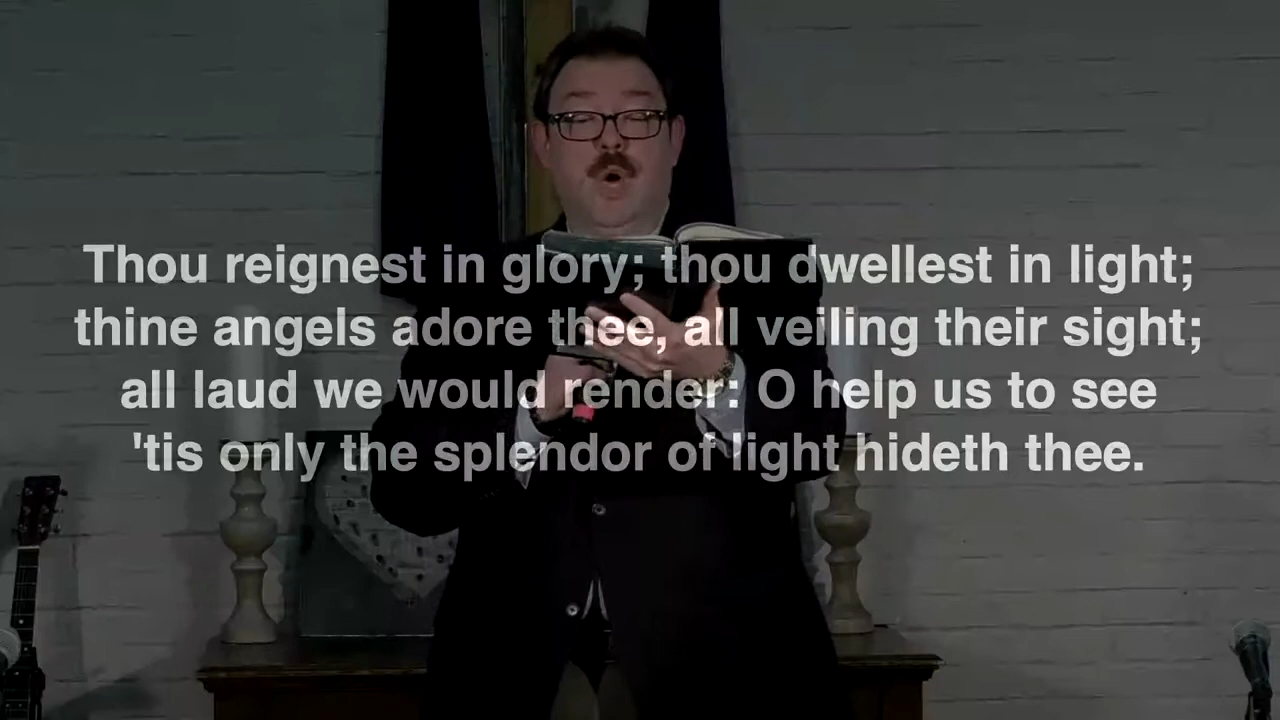 Thou reignest in glory; thou dwellest in light;
thine angels adore thee, all veiling their sight;
all laud we would render: O help us to see
'tis only the splendor of light hideth thee.